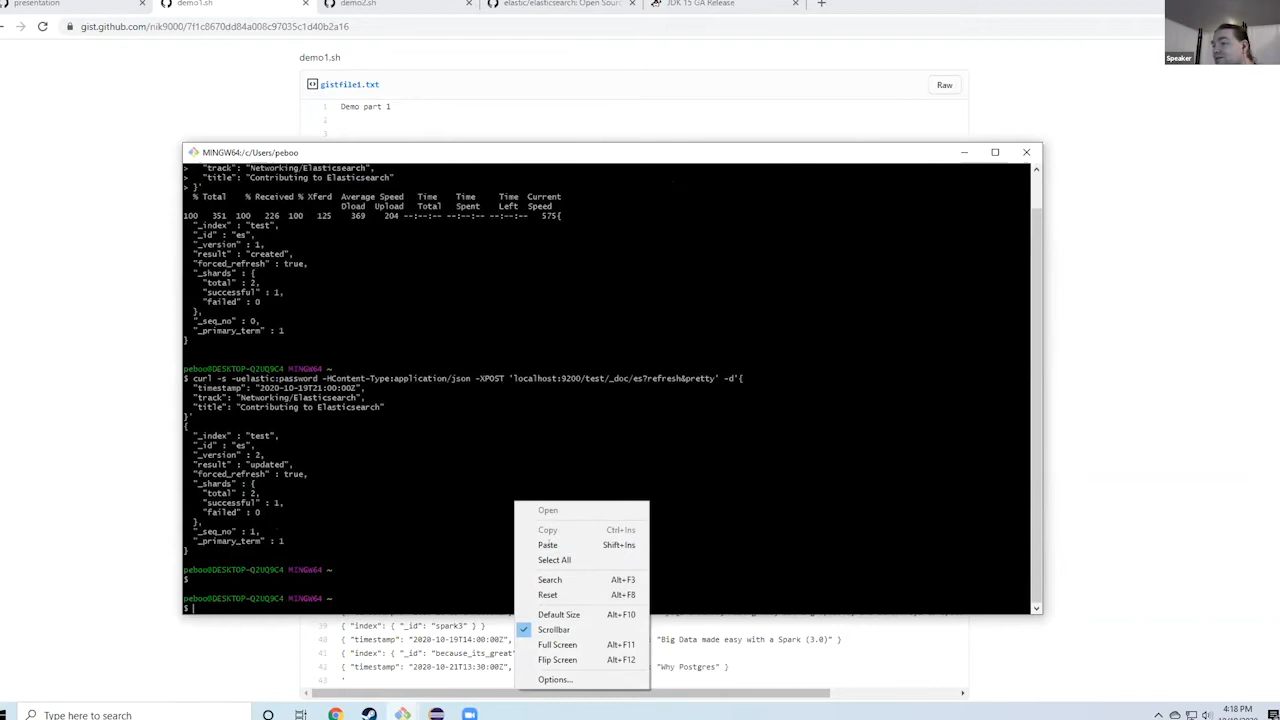 presentation
demo1.sh
demo2.sh
elastic/elasticsearch: Open Sour
JDK 15 GA Release
gist.github.com/nik9000/7f1c8670dd84a008c97035c1d40b2a16
Speaker
demo1.sh
gistfile1.txt
Raw
1 Demo part 1
2
3
MINGW64:/c/Users/peboo
> "track": "Networking/Elasticsearch",
> "title": "Contributing to Elasticsearch"
> }'
% Total % Received % Xferd Average Speed Time Time Time Current
Dload Upload Total Spent Left Speed
100 351 100 226 100 125 369 204 --:--:-- --:--:-- --:--:-- 575{
"_index" : "test",
"_id" : "es",
"_version" : 1,
"result" : "created",
"forced_refresh" : true,
"_shards" : {
"total" : 2,
"successful" : 1,
"failed" : 0
},
"_seq_no" : 0,
"_primary_term" : 1
}
peboo@DESKTOP-Q2UQ9C4 MINGW64 ~
$ curl -s -uelastic:password -HContent-Type:application/json -XPOST 'localhost:9200/test/_doc/es?refresh&pretty' -d'{
"timestamp": "2020-10-19T21:00:00Z",
"track": "Networking/Elasticsearch",
"title": "Contributing to Elasticsearch"
}'
{
"_index" : "test",
"_id" : "es",
"_version" : 2,
"result" : "updated",
"forced_refresh" : true,
"_shards" : {
"total" : 2,
"successful" : 1,
"failed" : 0
},
"_seq_no" : 1,
"_primary_term" : 1
}
peboo@DESKTOP-Q2UQ9C4 MINGW64 ~
$
peboo@DESKTOP-Q2UQ9C4 MINGW64 ~
$
Open
Copy Ctrl+Ins
Paste Shift+Ins
Select All
Search Alt+F3
Reset Alt+F8
Default Size Alt+F10
Scrollbar
Full Screen Alt+F11
Flip Screen Alt+F12
Options...
39 { "index": { "_id": "spark3" } }
40 { "timestamp": "2020-10-19T14:00:00Z", "Big Data made easy with a Spark (3.0)" }
41 { "index": { "_id": "because_its_great"
42 { "timestamp": "2020-10-21T13:30:00Z", "Why Postgres" }
43 '
Type here to search
4:18 PM